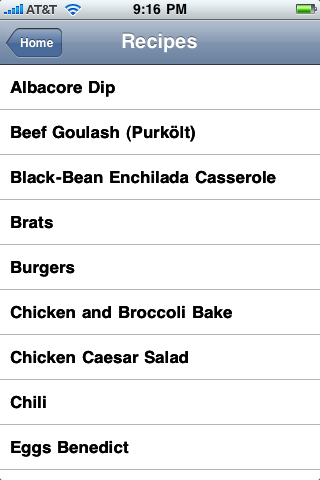 AT&T 9:16 PM
Home Recipes
Albacore Dip
Beef Goulash (Purkölt)
Black-Bean Enchilada Casserole
Brats
Burgers
Chicken and Broccoli Bake
Chicken Caesar Salad
Chili
Eggs Benedict